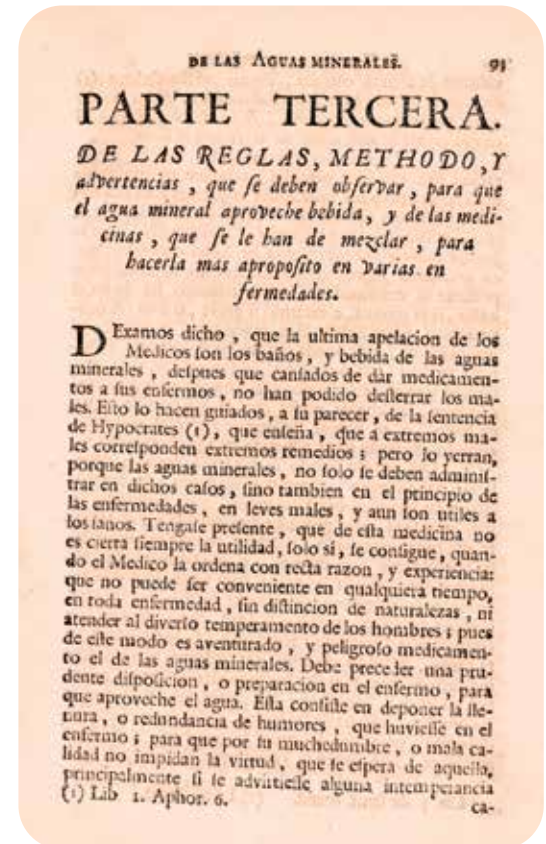 DE LAS AGUAS MINERALES. 93
PARTE TERCERA.
DE LAS REGLAS, METHODO, Y
advertencias , que ſe deben obſervar, para que
el agua mineral aproveche bebida, y de las medi-
cinas , que ſe le han de mezclar , para
hacerla mas apropoſito en varias en
fermedades.
DExamos dicho , que la ultima apelacion de los
Medicos ſon los baños , y bebida de las aguas
minerales , deſpues que canſados de dàr medicamen-
tos a ſus enfermos , no han podido deſterrar los ma-
les. Eſto lo hacen guiados , a ſu parecer , de la ſentencia
de Hypocrates (1) , que enſeña , que à extremos ma-
les correſponden extremos remedios ; pero lo yerran,
porque las aguas minerales , no ſolo ſe deben adminiſ-
trar en dichos caſos , ſino tambien en el principio de
las enfermedades , en leves males , y aun ſon utiles a
los ſanos. Tengaſe preſente , que de eſta medicina no
es cierta ſiempre la utilidad, ſolo sì , ſe conſigue , quan-
do el Medico la ordena con recta razon , y experiencia:
que no puede ſer conveniente en qualquiera tiempo,
en toda enfermedad , ſin diſtincion de naturalezas , ni
atender al diverſo temperamento de los hombres ; pues
de eſte modo es aventurado , y peligroſo medicamen-
to el de las aguas minerales. Debe preceder una pru-
dente diſpoſicion , o preparacion en el enfermo , para
que aproveche el agua. Eſta conſiſte en deponer la lle-
nura , o redundancia de humores , que huvieſſe en el
enfermo ; para que por ſu muchedumbre , o mala ca-
lidad no impidan la virtud , que ſe eſpera de aquella,
principalmente ſi ſe advirtieſſe alguna intemperancia
(1) Lib 1. Aphor. 6. ca-